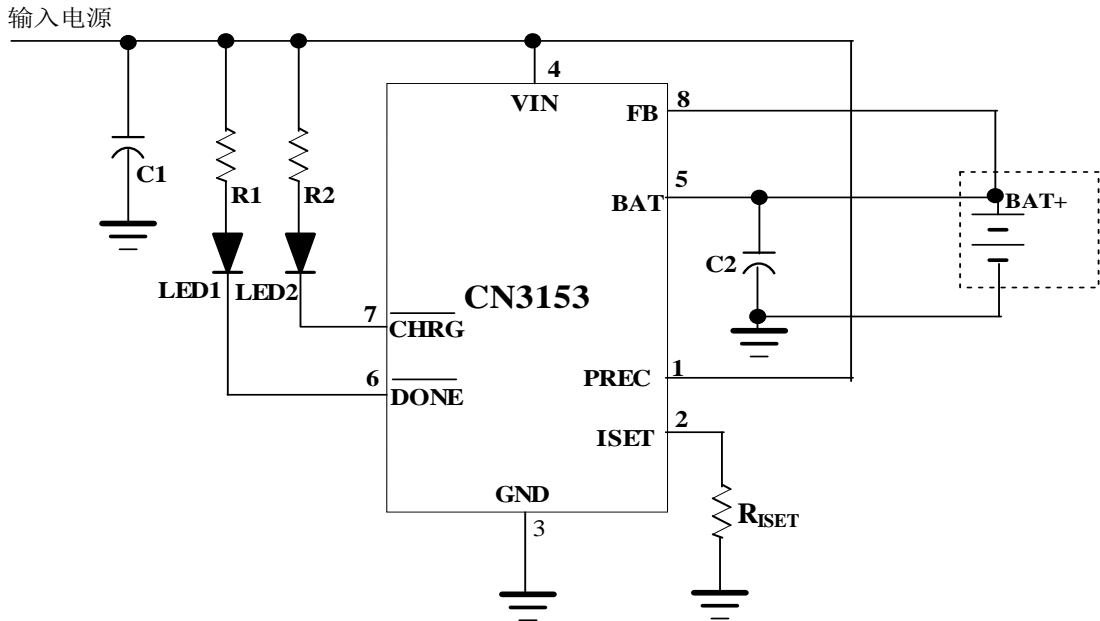 输入电源
4
VIN
FB
8
C1
R1
R2
5
BAT
BAT+
C2
LED1
LED2
CN3153
7
CHRG
PREC
1
6
DONE
2
ISET
GND
3
RISET